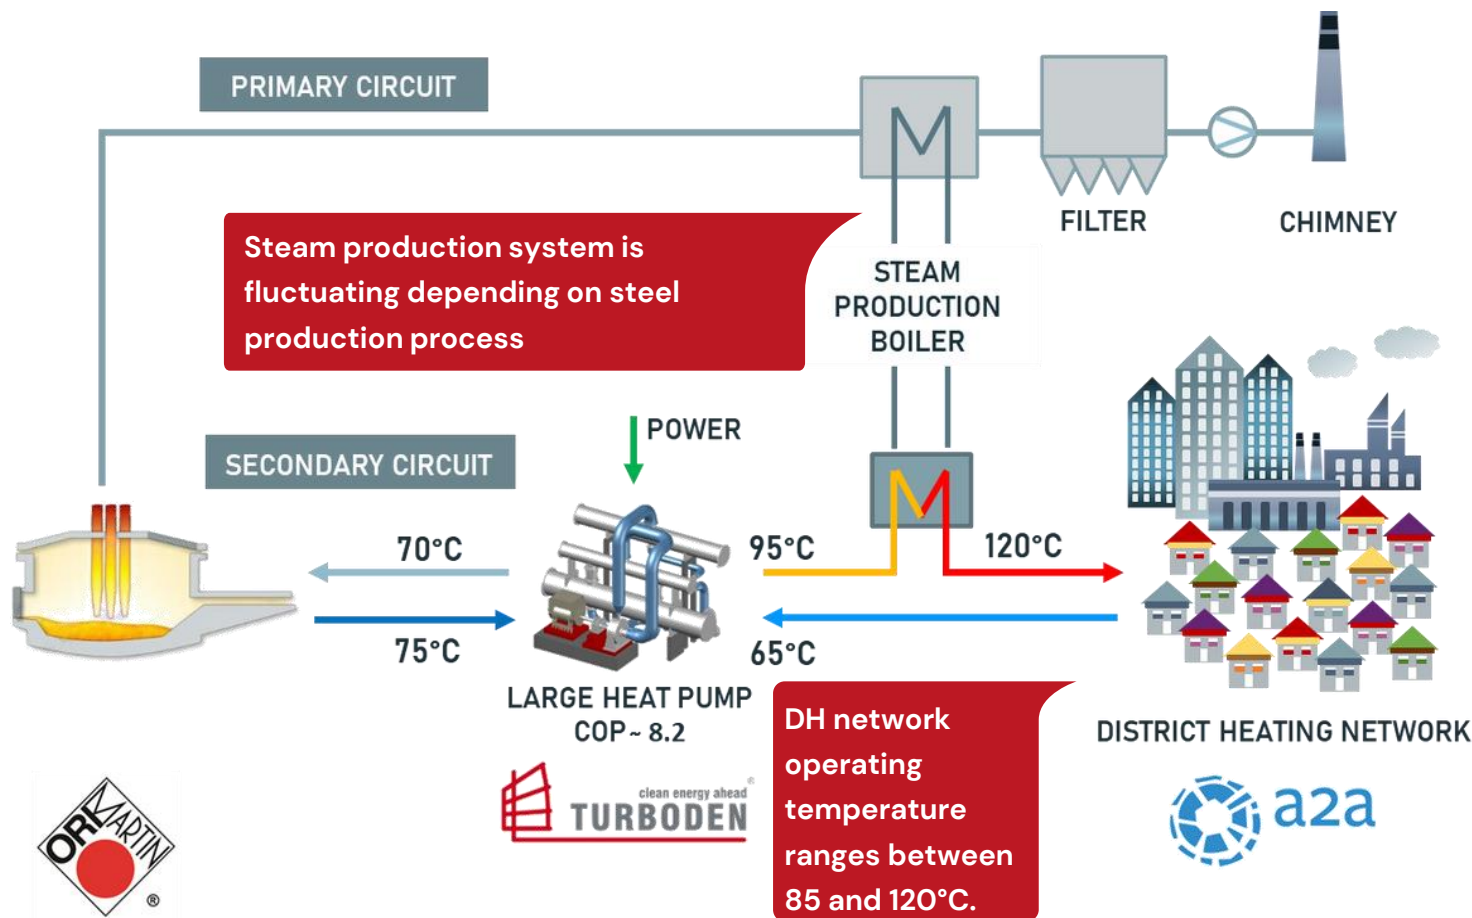 PRIMARY CIRCUIT
FILTER
CHIMNEY
Steam production system is
fluctuating depending on steel
production process
STEAM
PRODUCTION
BOILER
POWER
SECONDARY CIRCUIT
70°C
95°C
120°C
75°C
65°C
LARGE HEAT PUMP
COP~ 8.2
DH network
operating
temperature
ranges between
85 and 120°C.
DISTRICT HEATING NETWORK
clean energy ahead
TURBODEN
®
a2a
ORI
MARTIN
®